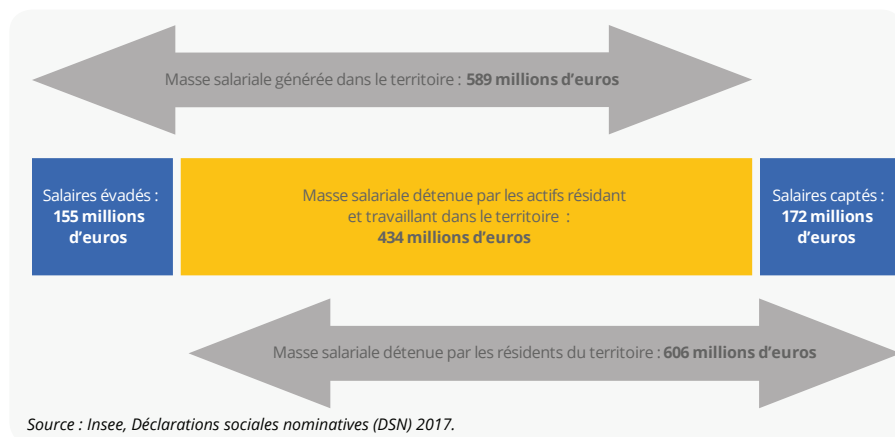 Masse salariale générée dans le territoire : 589 millions d’euros
Salaires évadés :
155 millions
d’euros
Masse salariale détenue par les actifs résidant
et travaillant dans le territoire :
434 millions d’euros
Salaires captés :
172 millions
d’euros
Masse salariale détenue par les résidents du territoire : 606 millions d’euros
Source : Insee, Déclarations sociales nominatives (DSN) 2017.